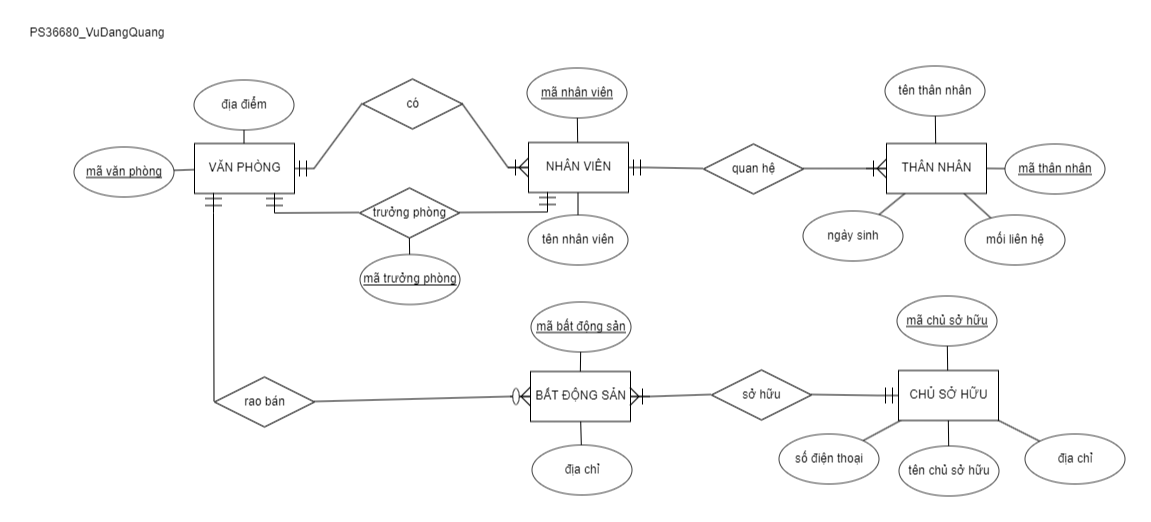 PS36680_VuDangQuang
địa điểm
có
mã nhân viên
tên thân nhân
mã văn phòng
VĂN PHÒNG
NHÂN VIÊN
quan hệ
THÂN NHÂN
mã thân nhân
trưởng phòng
tên nhân viên
ngày sinh
mối liên hệ
mã trưởng phòng
mã bất động sản
mã chủ sở hữu
rao bán
BẤT ĐỘNG SẢN
sở hữu
CHỦ SỞ HỮU
địa chỉ
số điện thoại
tên chủ sở hữu
địa chỉ